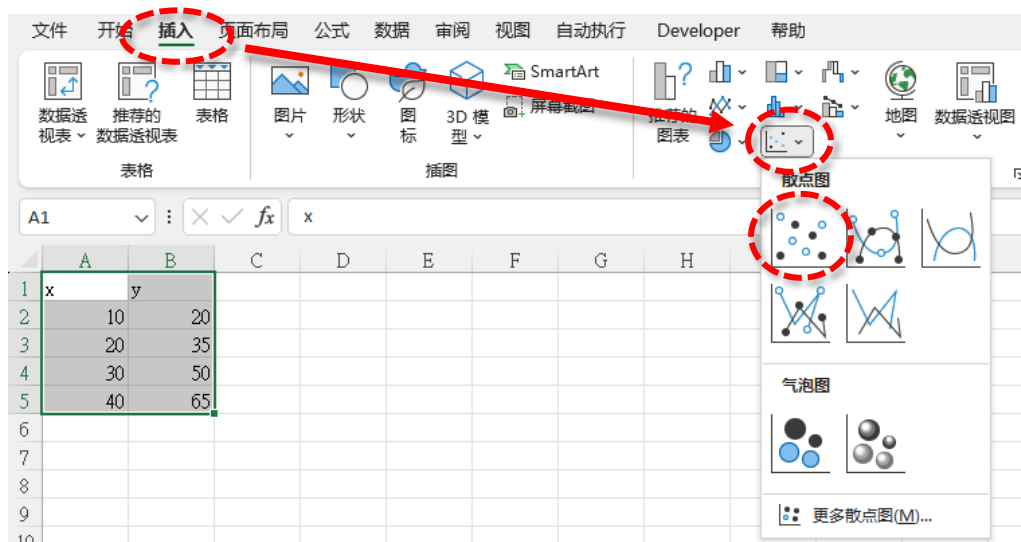 文件 开始 插入 页面布局 公式 数据 审阅 视图 自动执行 Developer 帮助
数据透
视表
推荐的
数据透视表
表格
图片
形状
图
标
3D 模
型
SmartArt
屏幕截图
推荐的
图表
地图
数据透视图
表格
插图
散点图
A1
fx
x
A B C D E F G H
1 x y
2 10 20
3 20 35
4 30 50
5 40 65
6
7
8
9
10
气泡图
更多散点图(M)...